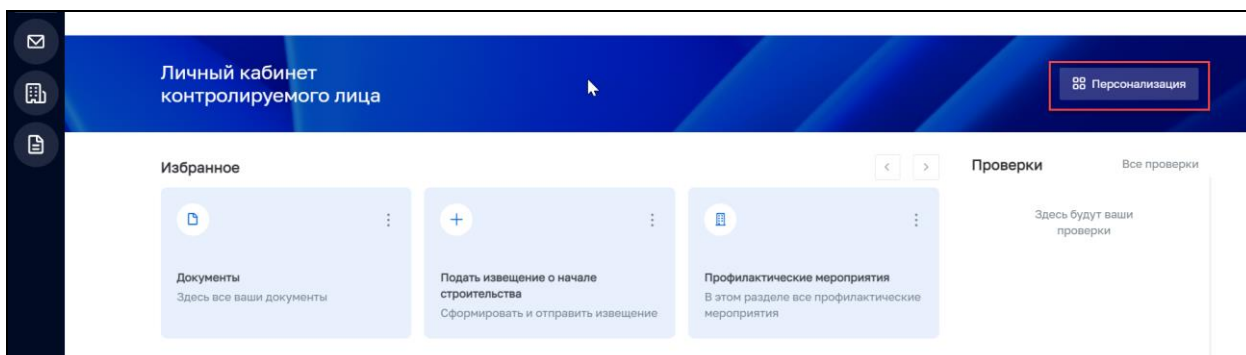 Личный кабинет
контролируемого лица
Персонализация
Избранное
Проверки
Все проверки
Здесь будут ваши
проверки
Документы
Здесь все ваши документы
Подать извещение о начале
строительства
Сформировать и отправить извещение
Профилактические мероприятия
В этом разделе все профилактические
мероприятия